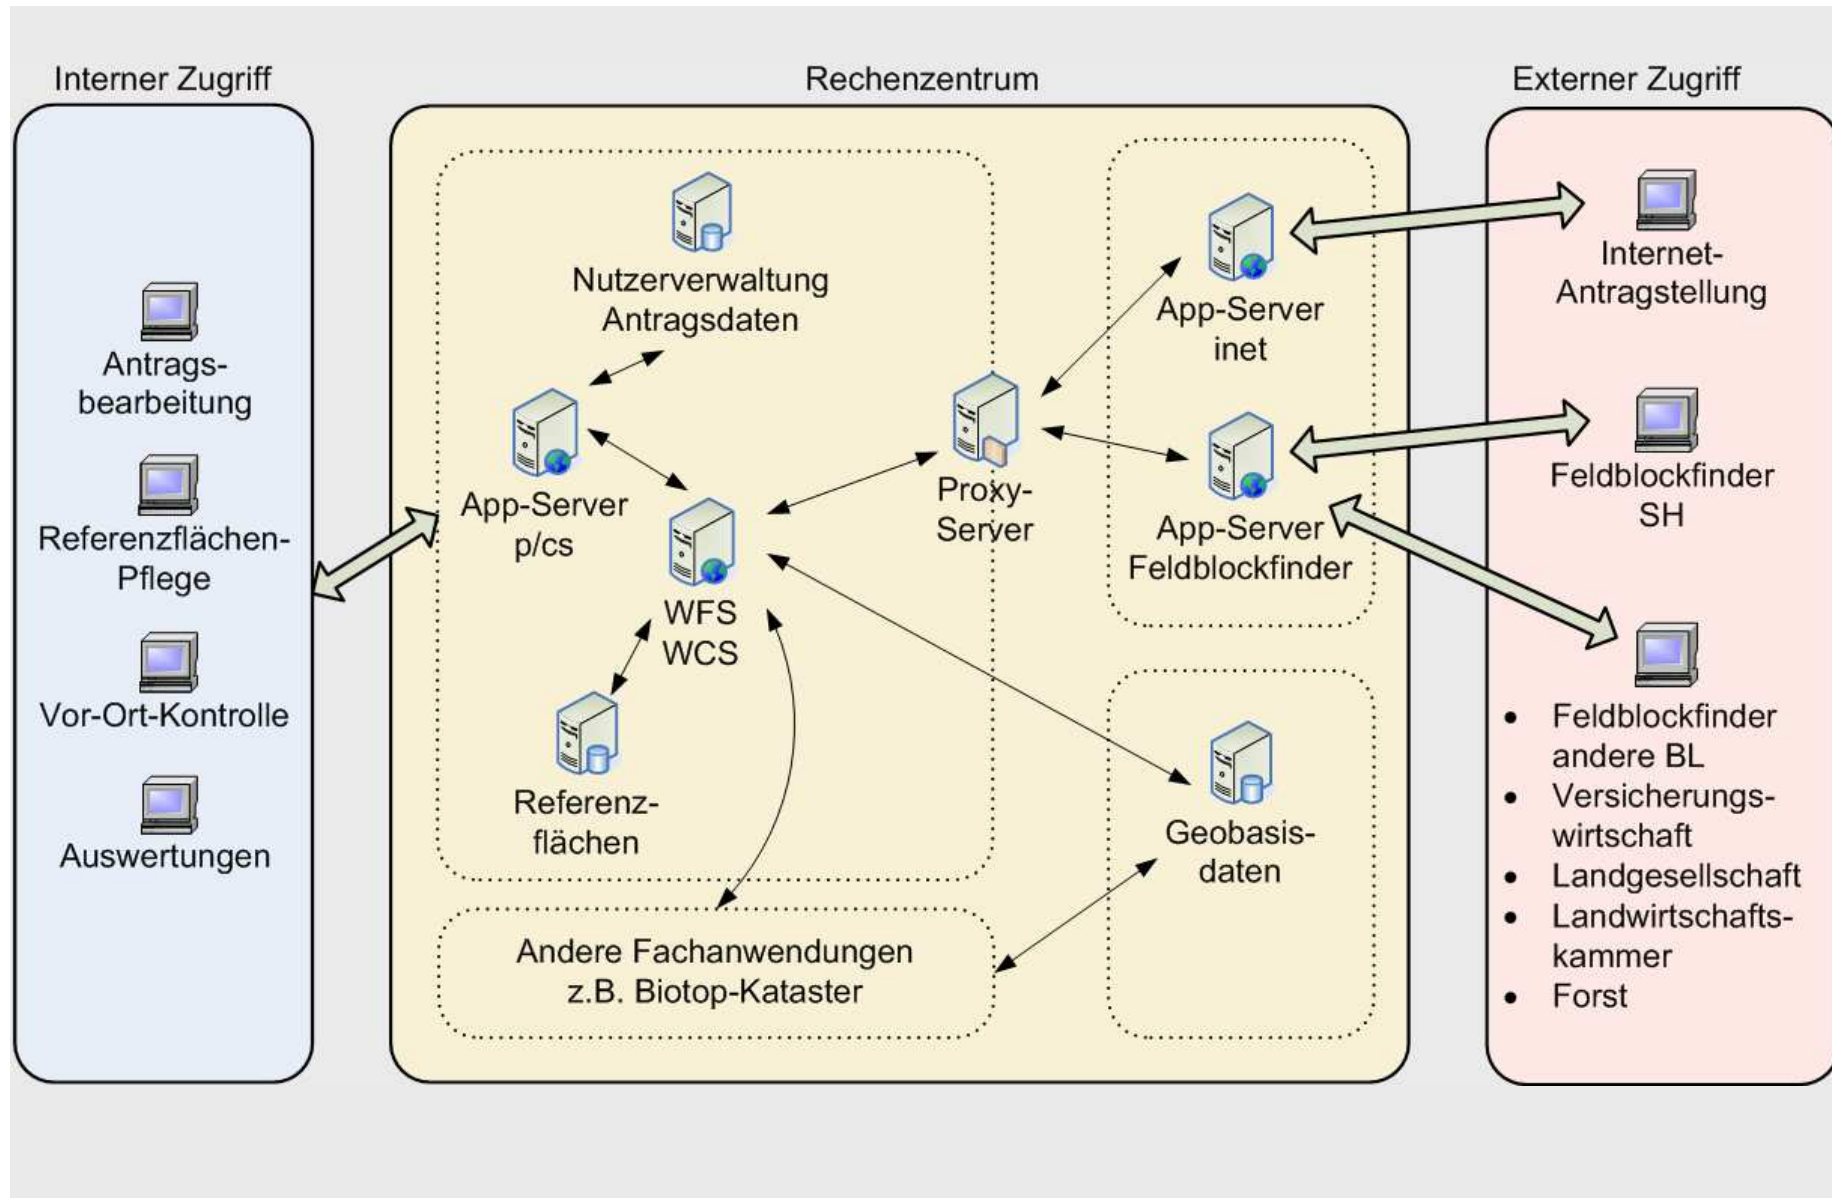 Interner Zugriff
Rechenzentrum
Externer Zugriff
Antrags-
bearbeitung
Referenzflächen-
Pflege
Vor-Ort-Kontrolle
Auswertungen
Nutzerverwaltung
Antragsdaten
App-Server
p/cs
WFS
WCS
Referenz-
flächen
Andere Fachanwendungen
z.B. Biotop-Kataster
Proxy-
Server
App-Server
inet
App-Server
Feldblockfinder
Geobasis-
daten
Internet-
Antragstellung
Feldblockfinder
SH
• Feldblockfinder
andere BL
• Versicherungs-
wirtschaft
• Landgesellschaft
• Landwirtschafts-
kammer
• Forst